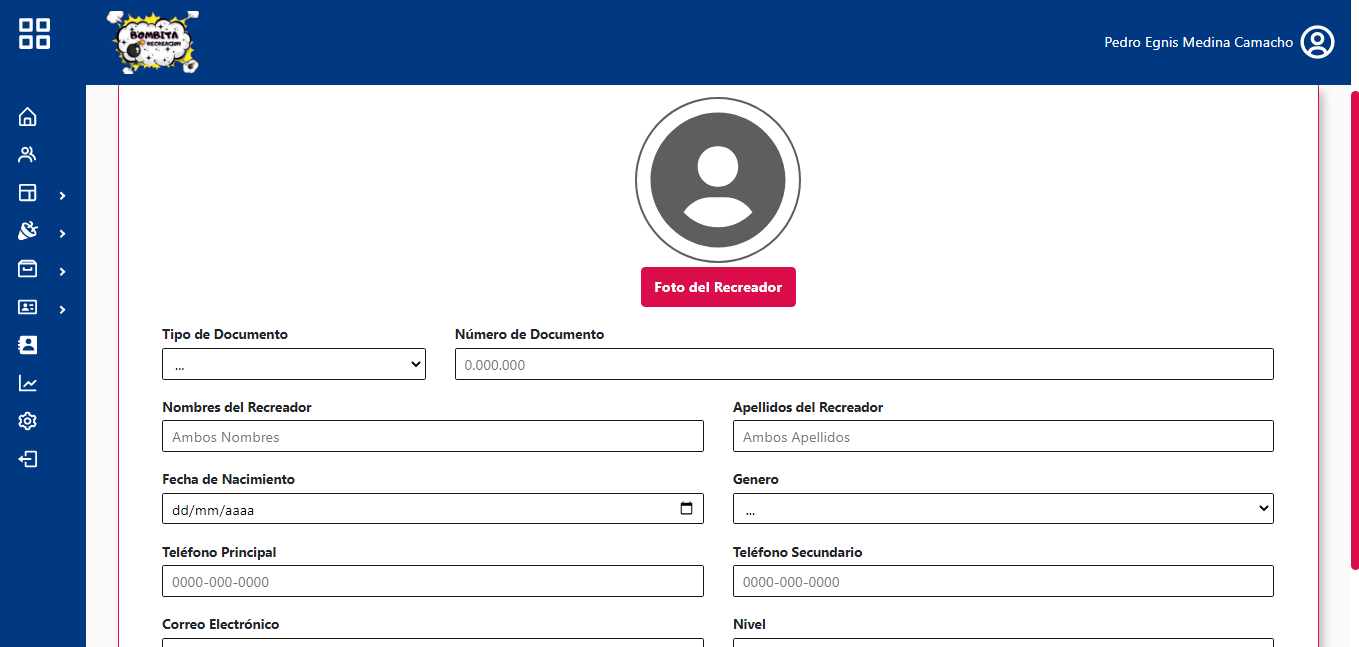 BOMBITA
RECREACION
Pedro Egnis Medina Camacho
Foto del Recreador
Tipo de Documento Número de Documento
... 0.000.000
Nombres del Recreador Apellidos del Recreador
Ambos Nombres Ambos Apellidos
Fecha de Nacimiento Genero
dd/mm/aaaa ...
Teléfono Principal Teléfono Secundario
0000-000-0000 0000-000-0000
Correo Electrónico Nivel